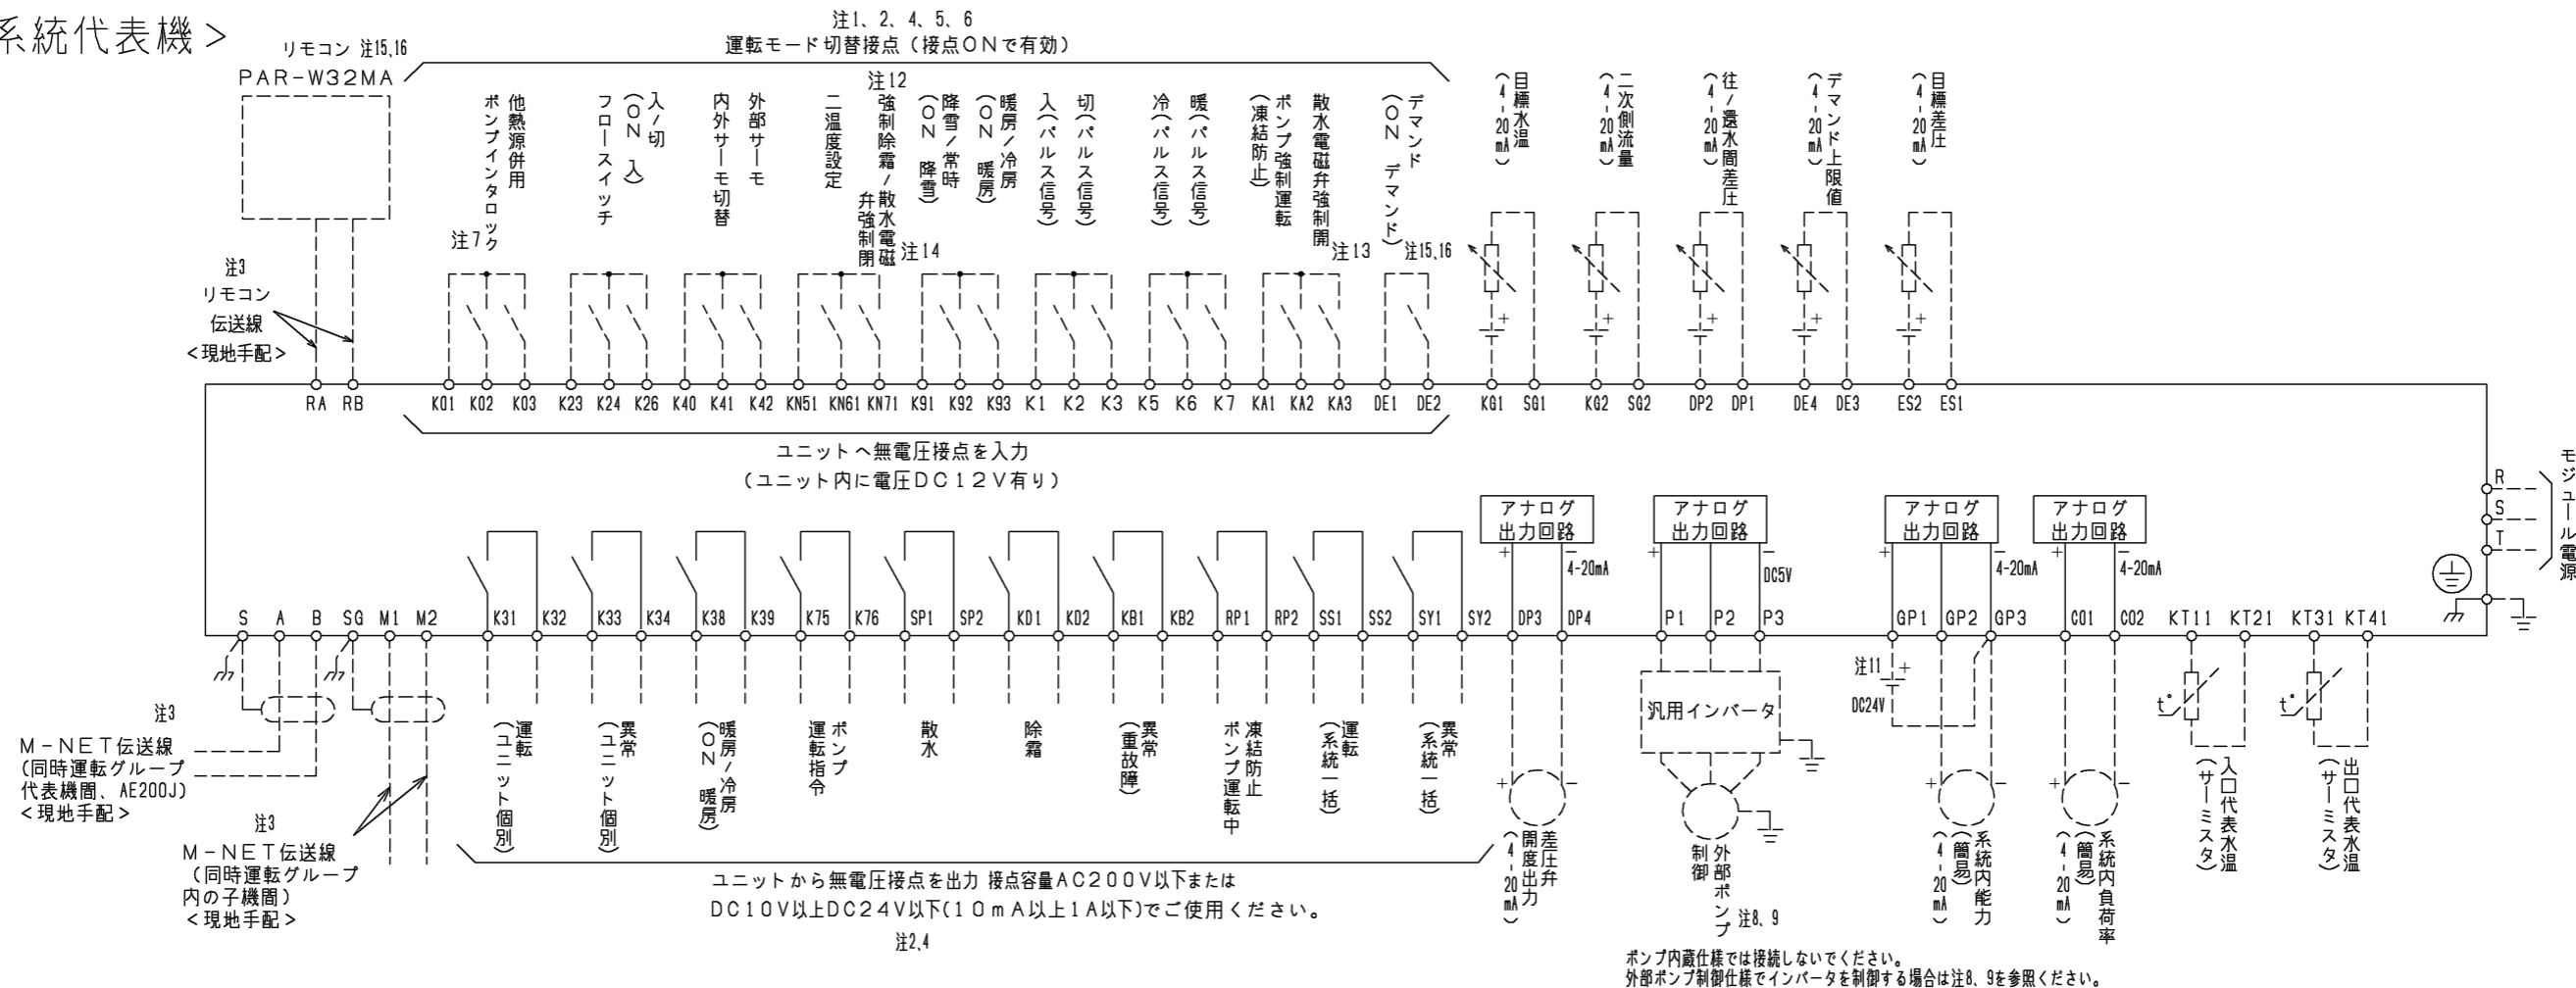 系統代表機＞
注1、2、4、5、6
運転モード切替接点（接点ＯＮで有効）
リモコン 注15,16
ＰＡＲ−Ｗ３２ＭＡ
他熱源併用
ポンプインタロック
注7
入/切
(ＯＮ 入)
フロースイッチ
外部サーモ
内外サーモ切替
二温度設定
注12
強制除霜/散水電磁
弁強制閉
注14
降雪/常時
(ＯＮ 降雪)
暖房/冷房
(ＯＮ 暖房)
入(パルス信号)
切(パルス信号)
冷(パルス信号)
暖(パルス信号)
ポンプ強制運転
(凍結防止)
散水電磁弁強制開
注13
デマンド
(ＯＮ デマンド)
注15,16
目標水温
(4-20mA)
二次側流量
(4-20mA)
往/還水間差圧
(4-20mA)
デマンド上限値
(4-20mA)
目標差圧
(4-20mA)
注3
リモコン
伝送線
＜現地手配＞
+ + + + +
RA RB K01 K02 K03 K23 K24 K26 K40 K41 K42 KN51 KN61 KN71 K91 K92 K93 K1 K2 K3 K5 K6 K7 KA1 KA2 KA3 DE1 DE2 KG1 SG1 KG2 SG2 DP2 DP1 DE4 DE3 ES2 ES1
ユニットへ無電圧接点を入力
（ユニット内に電圧ＤＣ１２Ｖ有り）
R
S
T
モジュール電源
アナログ
出力回路
+ −
4-20mA
アナログ
出力回路
+ −
DC5V
アナログ
出力回路
+ −
4-20mA
アナログ
出力回路
+ −
4-20mA
S A B SG M1 M2 K31 K32 K33 K34 K38 K39 K75 K76 SP1 SP2 KD1 KD2 KB1 KB2 RP1 RP2 SS1 SS2 SY1 SY2 DP3 DP4 P1 P2 P3 GP1 GP2 GP3 CO1 CO2 KT11 KT21 KT31 KT41
注3
Ｍ−ＮＥＴ伝送線
(同時運転グループ
代表機間、AE200J)
＜現地手配＞
注3
Ｍ−ＮＥＴ伝送線
（同時運転グループ
内の子機間）
＜現地手配＞
運転
(ユニット個別)
異常
(ユニット個別)
暖房/冷房
(ＯＮ 暖房)
ポンプ
運転指令
散水
除霜
異常
(重故障)
凍結防止
ポンプ運転中
運転
(系統一括)
異常
(系統一括)
+ −
差圧弁
開度出力
(4-20mA)
汎用インバータ
外部ポンプ
制御
注8、9
注11
+
DC24V
+ −
系統内能力
(簡易)
(4-20mA)
+ −
系統内負荷率
(簡易)
(4-20mA)
t°
入口代表水温
(サーミスタ)
t°
出口代表水温
(サーミスタ)
ユニットから無電圧接点を出力 接点容量ＡＣ２００Ｖ以下または
ＤＣ１０Ｖ以上ＤＣ２４Ｖ以下(１０ｍＡ以上１Ａ以下)でご使用ください。
注2,4
ポンプ内蔵仕様では接続しないでください。
外部ポンプ制御仕様でインバータを制御する場合は注8、9を参照ください。